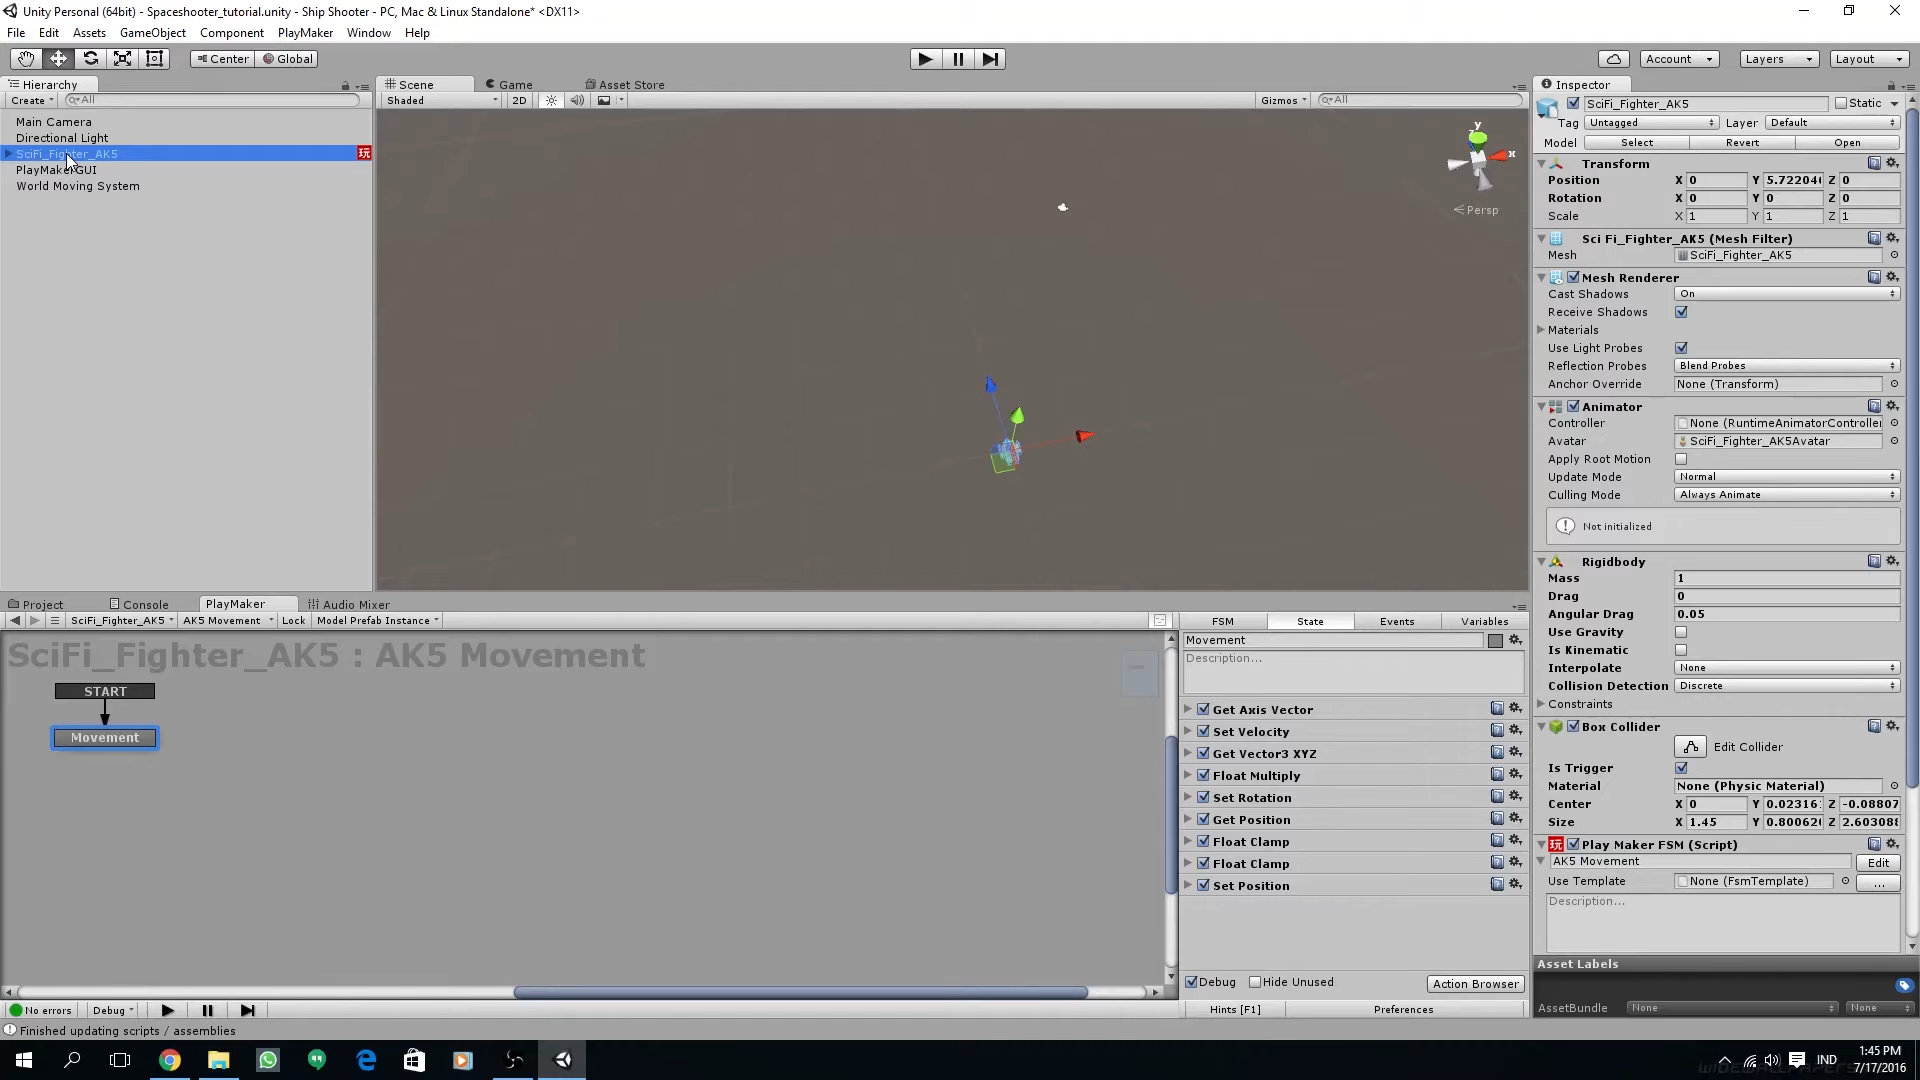 Unity Personal (64bit) - Spaceshooter_tutorial.unity - Ship Shooter - PC, Mac & Linux Standalone* <DX11>
File Edit Assets GameObject Component PlayMaker Window Help
Center Global Account Layers Layout
Hierarchy
Create All
Main Camera
Directional Light
SciFi_Fighter_AK5 玩
PlayMakerGUI
World Moving System
Scene Game Asset Store
Shaded 2D Gizmos All
y
x
Persp
Inspector
SciFi_Fighter_AK5 Static
Tag Untagged Layer Default
Model Select Revert Open
Transform
Position X 0 Y 5.72204 Z 0
Rotation X 0 Y 0 Z 0
Scale X 1 Y 1 Z 1
Sci Fi_Fighter_AK5 (Mesh Filter)
Mesh SciFi_Fighter_AK5
Mesh Renderer
Cast Shadows On
Receive Shadows
Materials
Use Light Probes
Reflection Probes Blend Probes
Anchor Override None (Transform)
Animator
Controller None (RuntimeAnimatorController
Avatar SciFi_Fighter_AK5Avatar
Apply Root Motion
Update Mode Normal
Culling Mode Always Animate
Not initialized
Rigidbody
Mass 1
Drag 0
Angular Drag 0.05
Use Gravity
Is Kinematic
Interpolate None
Collision Detection Discrete
Constraints
Box Collider
Edit Collider
Is Trigger
Material None (Physic Material)
Center X 0 Y 0.02316 Z -0.08807
Size X 1.45 Y 0.80062 Z 2.60308
玩 Play Maker FSM (Script)
AK5 Movement Edit
Use Template None (FsmTemplate) ...
Description...
Asset Labels
AssetBundle None None
Project Console PlayMaker Audio Mixer
SciFi_Fighter_AK5 AK5 Movement Lock Model Prefab Instance
SciFi_Fighter_AK5 : AK5 Movement
START
Movement
FSM State Events Variables
Movement
Description...
Get Axis Vector
Set Velocity
Get Vector3 XYZ
Float Multiply
Set Rotation
Get Position
Float Clamp
Float Clamp
Set Position
Debug Hide Unused Action Browser
No errors Debug Hints [F1] Preferences
Finished updating scripts / assemblies
IND
1:45 PM
7/17/2016